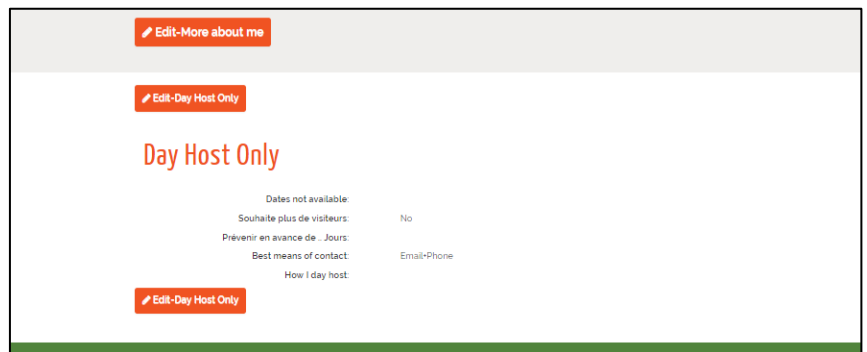 Edit-More about me
Edit-Day Host Only
Day Host Only
Dates not available:
Souhaite plus de visiteurs: No
Prévenir en avance de .. Jours:
Best means of contact: Email•Phone
How I day host:
Edit-Day Host Only